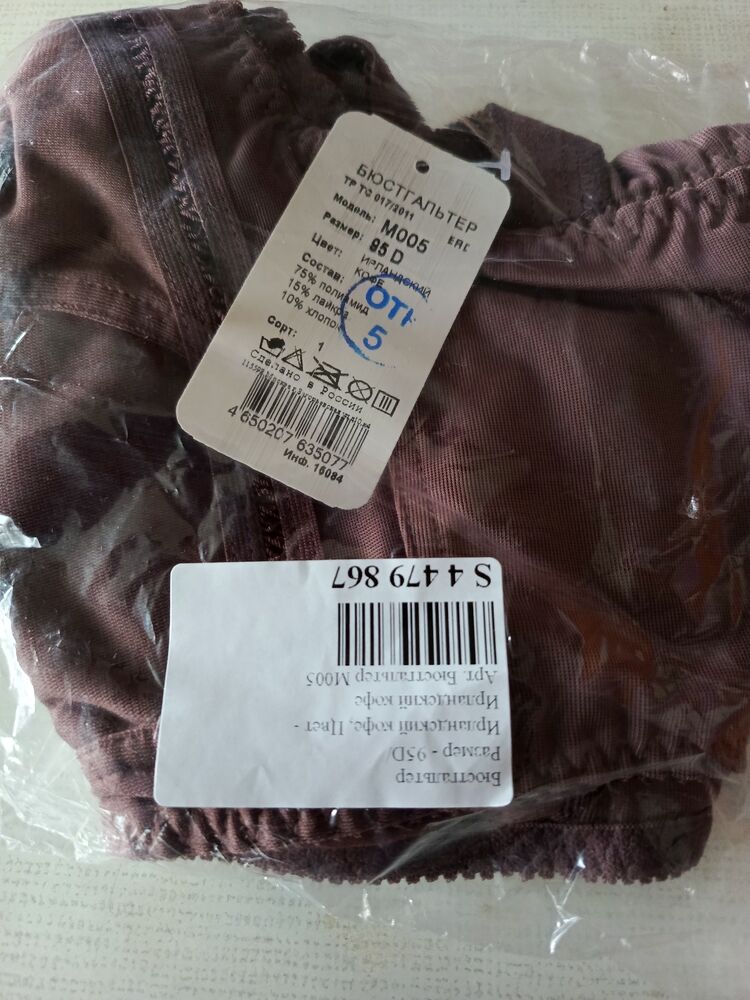 БЮСТГАЛЬТЕР
ТР ТС 017/2011
Модель: М005
Размер: 95 D
Цвет: ИРЛАНДСКИЙ
КОФЕ
Состав:
75% полиамид
15% лайкра
10% хлопок
ОТК
5
Сорт: 1
Сделано в России
4 650207 635077
Инф. 16084
S 4 479 867
Арт. Бюстгальтер М005
Ирландский кофе
Ирландский кофе, Цвет -
Размер - 95D/
Бюстгальтер